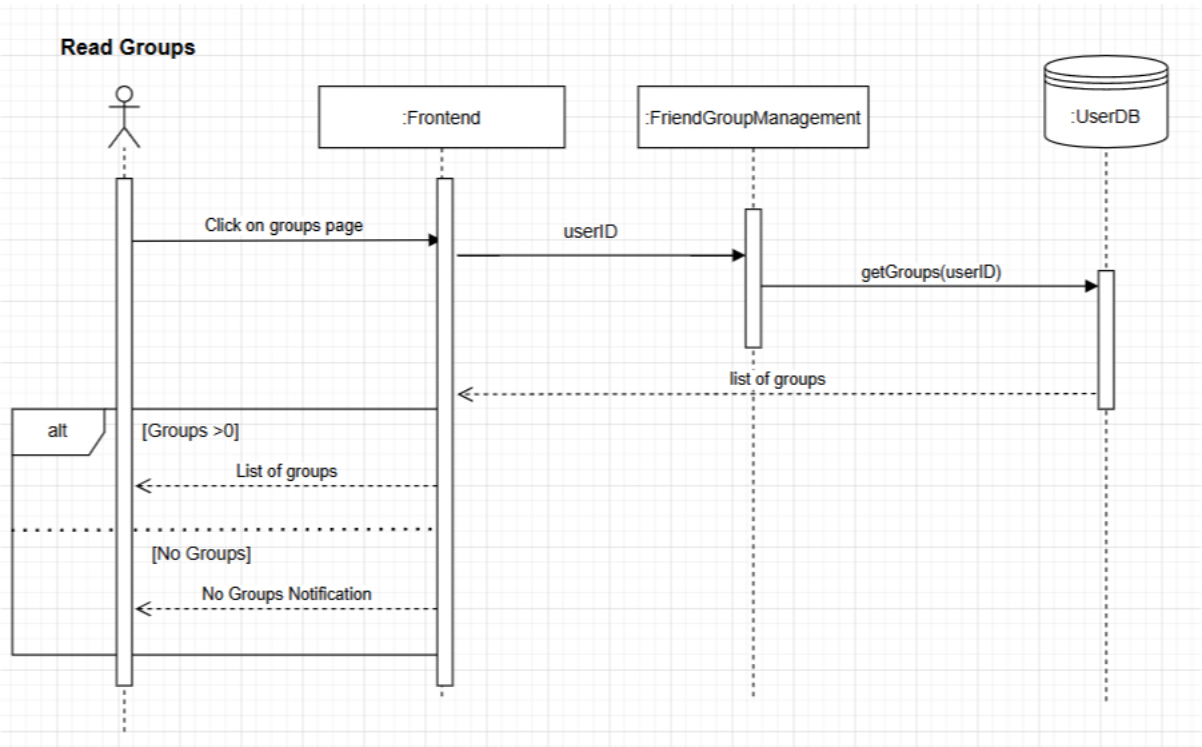 Read Groups
:Frontend
:FriendGroupManagement
:UserDB
Click on groups page
userID
getGroups(userID)
list of groups
alt
[Groups >0]
List of groups
[No Groups]
No Groups Notification